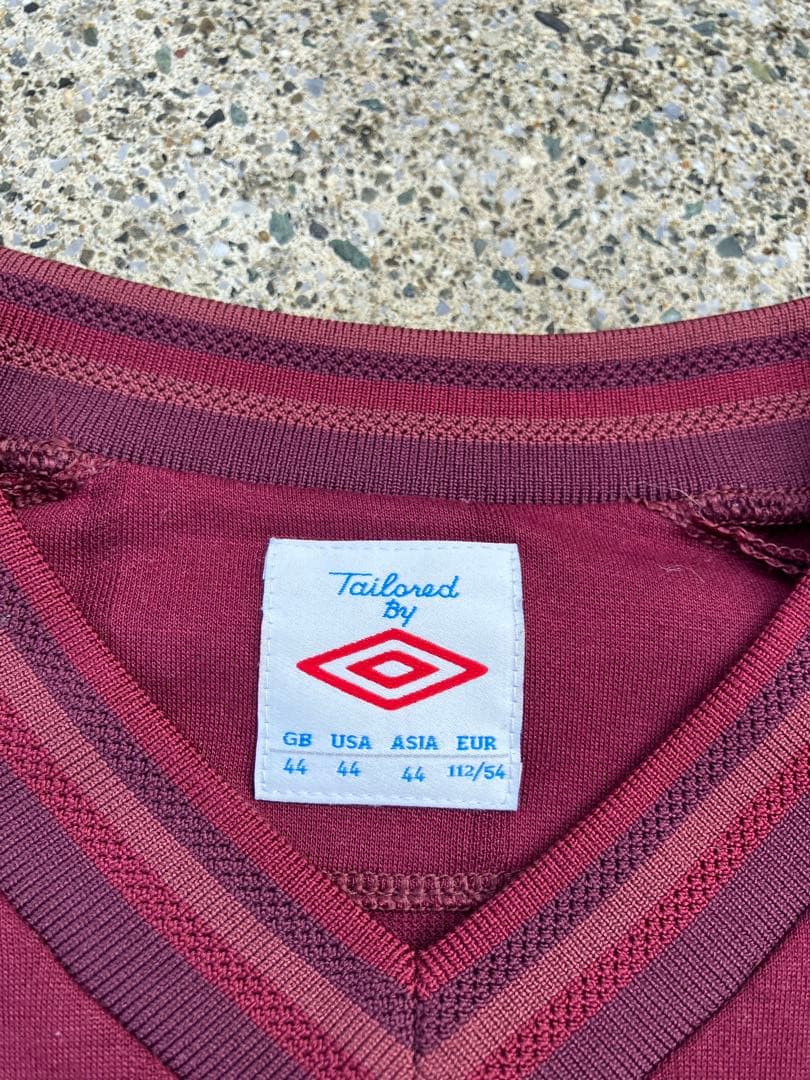 Tailored
By
GB USA ASIA EUR
44 44 44 112/54